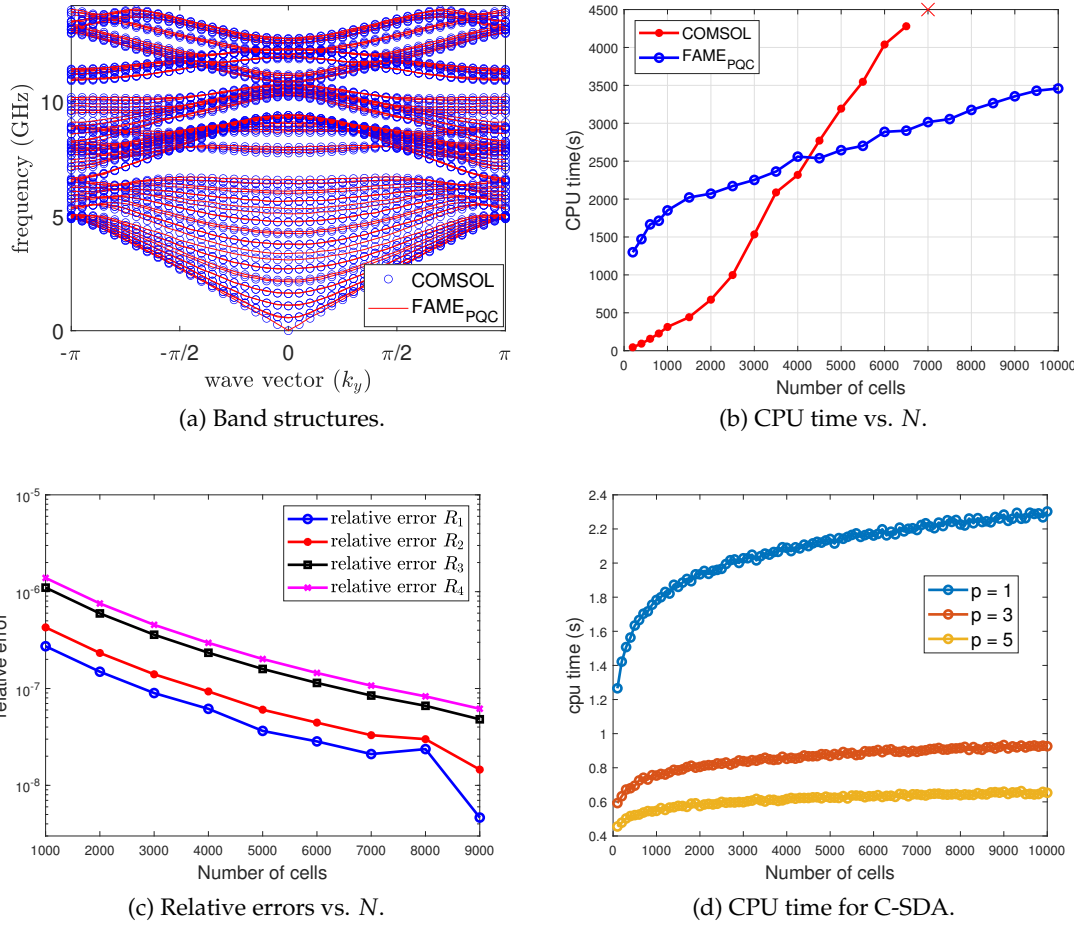 frequency (GHz)
10
5
0
COMSOL
FAME_PQC
-π
-π/2
0
π/2
π
wave vector (k_y)
(a) Band structures.
CPU time(s)
4500
4000
3500
3000
2500
2000
1500
1000
500
0
COMSOL
FAME_PQC
0
1000
2000
3000
4000
5000
6000
7000
8000
9000
10000
Number of cells
(b) CPU time vs. N.
relative error
10^-5
10^-6
10^-7
10^-8
relative error R_1
relative error R_2
relative error R_3
relative error R_4
1000
2000
3000
4000
5000
6000
7000
8000
9000
Number of cells
(c) Relative errors vs. N.
cpu time (s)
2.4
2.2
2
1.8
1.6
1.4
1.2
1
0.8
0.6
0.4
p = 1
p = 3
p = 5
0
1000
2000
3000
4000
5000
6000
7000
8000
9000
10000
Number of cells
(d) CPU time for C-SDA.